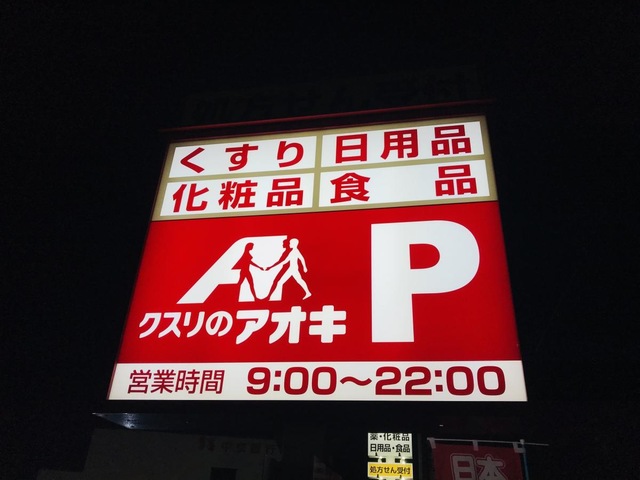 くすり 日用品
化粧品 食品
P
クスリのアオキ
営業時間 9:00～22:00
薬・化粧品
日用品・食品
処方せん受付
日本